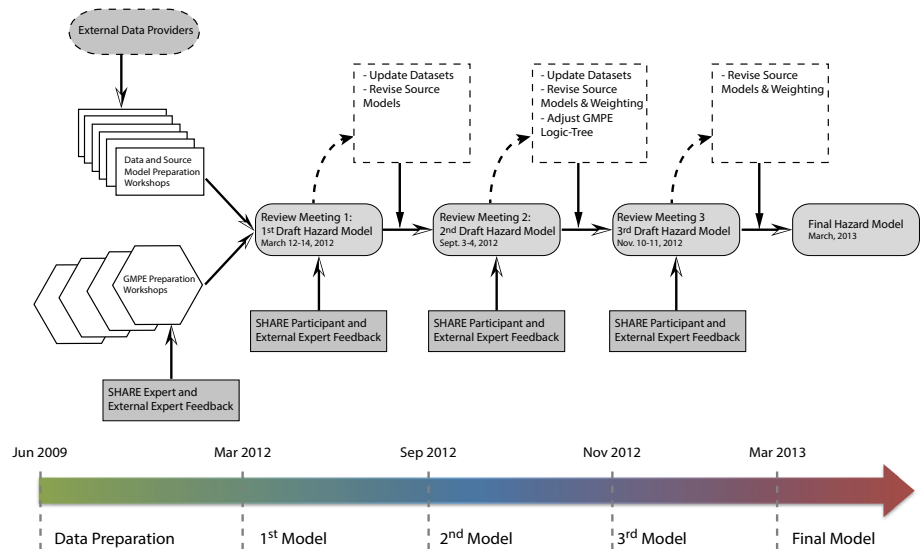 External Data Providers
- Update Datasets
- Revise Source
Models
- Update Datasets
- Revise Source
Models & Weighting
- Adjust GMPE
Logic-Tree
- Revise Source
Models & Weighting
Data and Source
Model Preparation
Workshops
Review Meeting 1:
1st Draft Hazard Model
March 12-14, 2012
Review Meeting 2:
2nd Draft Hazard Model
Sept. 3-4, 2012
Review Meeting 3
3rd Draft Hazard Model
Nov. 10-11, 2012
Final Hazard Model
March, 2013
GMPE Preparation
Workshops
SHARE Participant and
External Expert Feedback
SHARE Participant and
External Expert Feedback
SHARE Participant and
External Expert Feedback
SHARE Expert and
External Expert Feedback
Jun 2009
Mar 2012
Sep 2012
Nov 2012
Mar 2013
Data Preparation
1st Model
2nd Model
3rd Model
Final Model